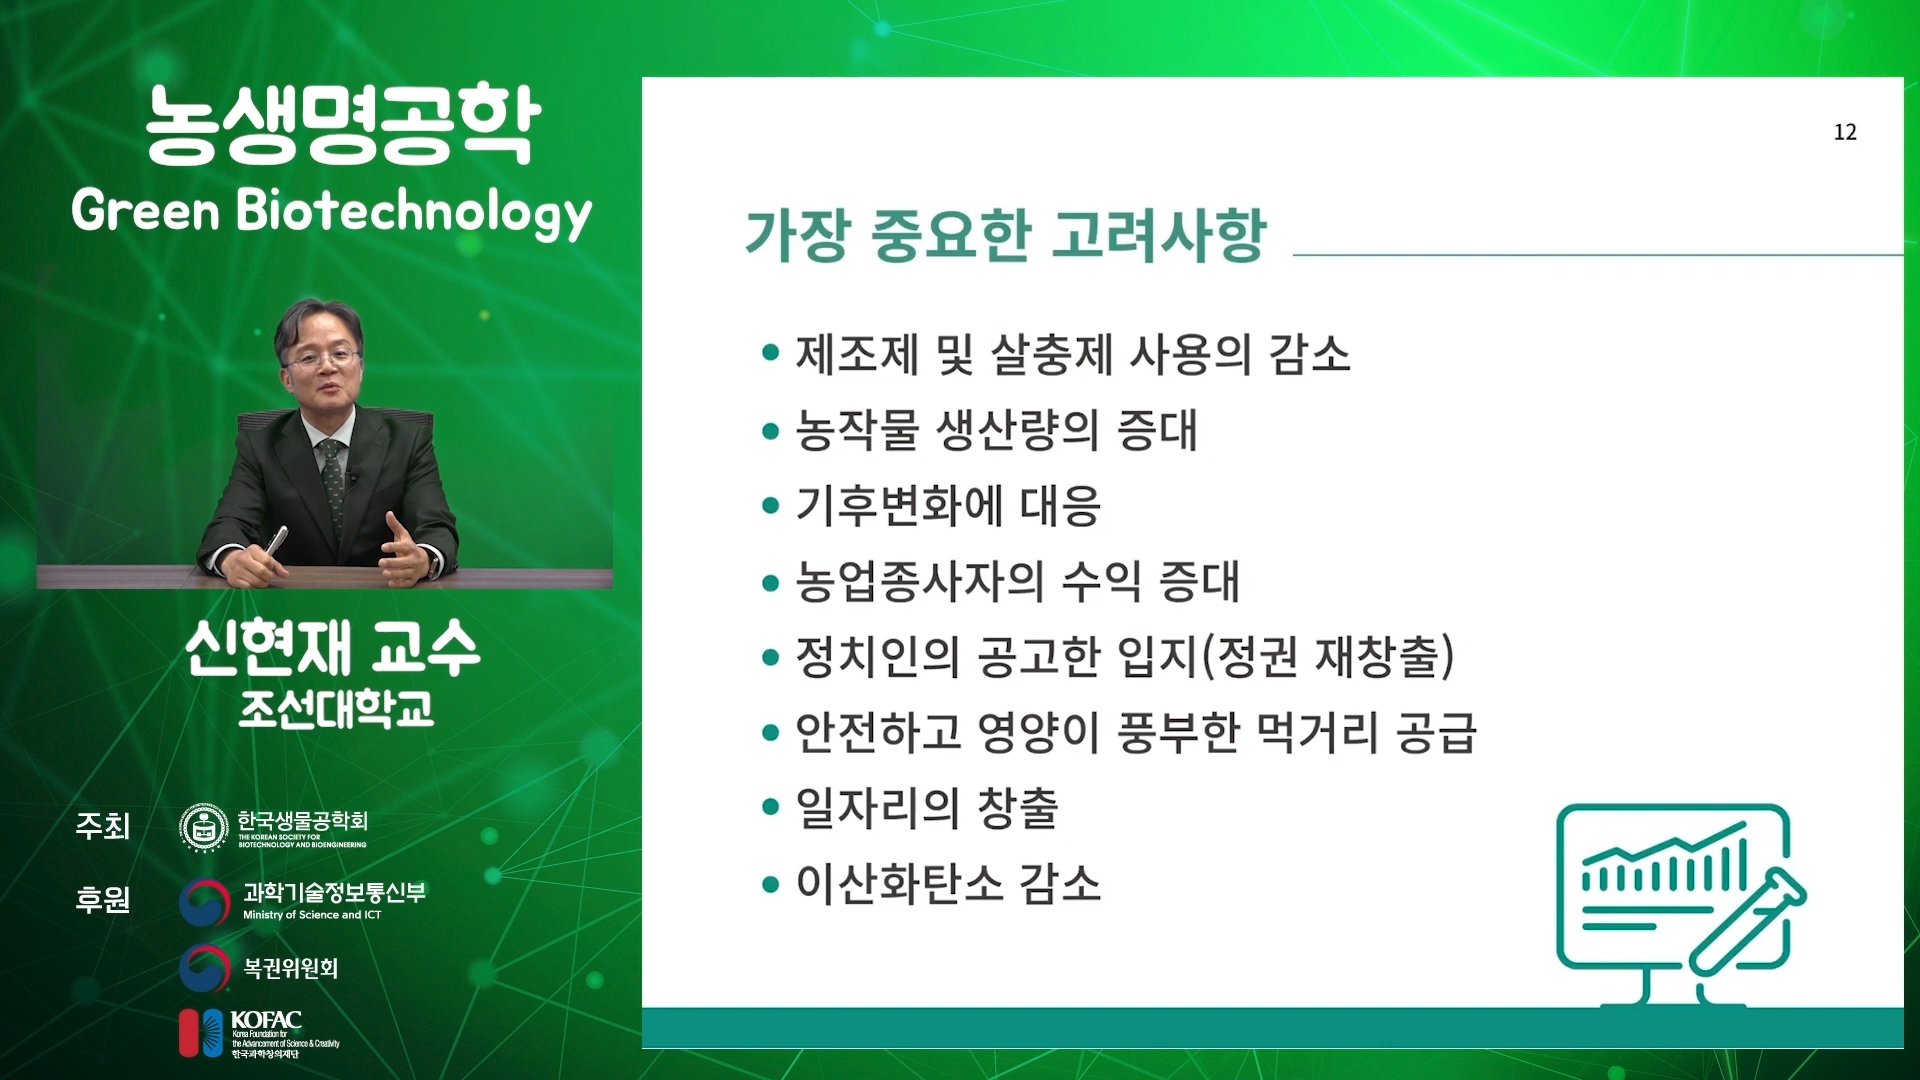 농생명공학
Green Biotechnology
신현재 교수
조선대학교
주최
한국생물공학회
THE KOREAN SOCIETY FOR
BIOTECHNOLOGY AND BIOENGINEERING
후원
과학기술정보통신부
Ministry of Science and ICT
복권위원회
KOFAC
Korea Foundation for
the Advancement of Science & Creativity
한국과학창의재단
12
가장 중요한 고려사항
• 제조제 및 살충제 사용의 감소
• 농작물 생산량의 증대
• 기후변화에 대응
• 농업종사자의 수익 증대
• 정치인의 공고한 입지(정권 재창출)
• 안전하고 영양이 풍부한 먹거리 공급
• 일자리의 창출
• 이산화탄소 감소